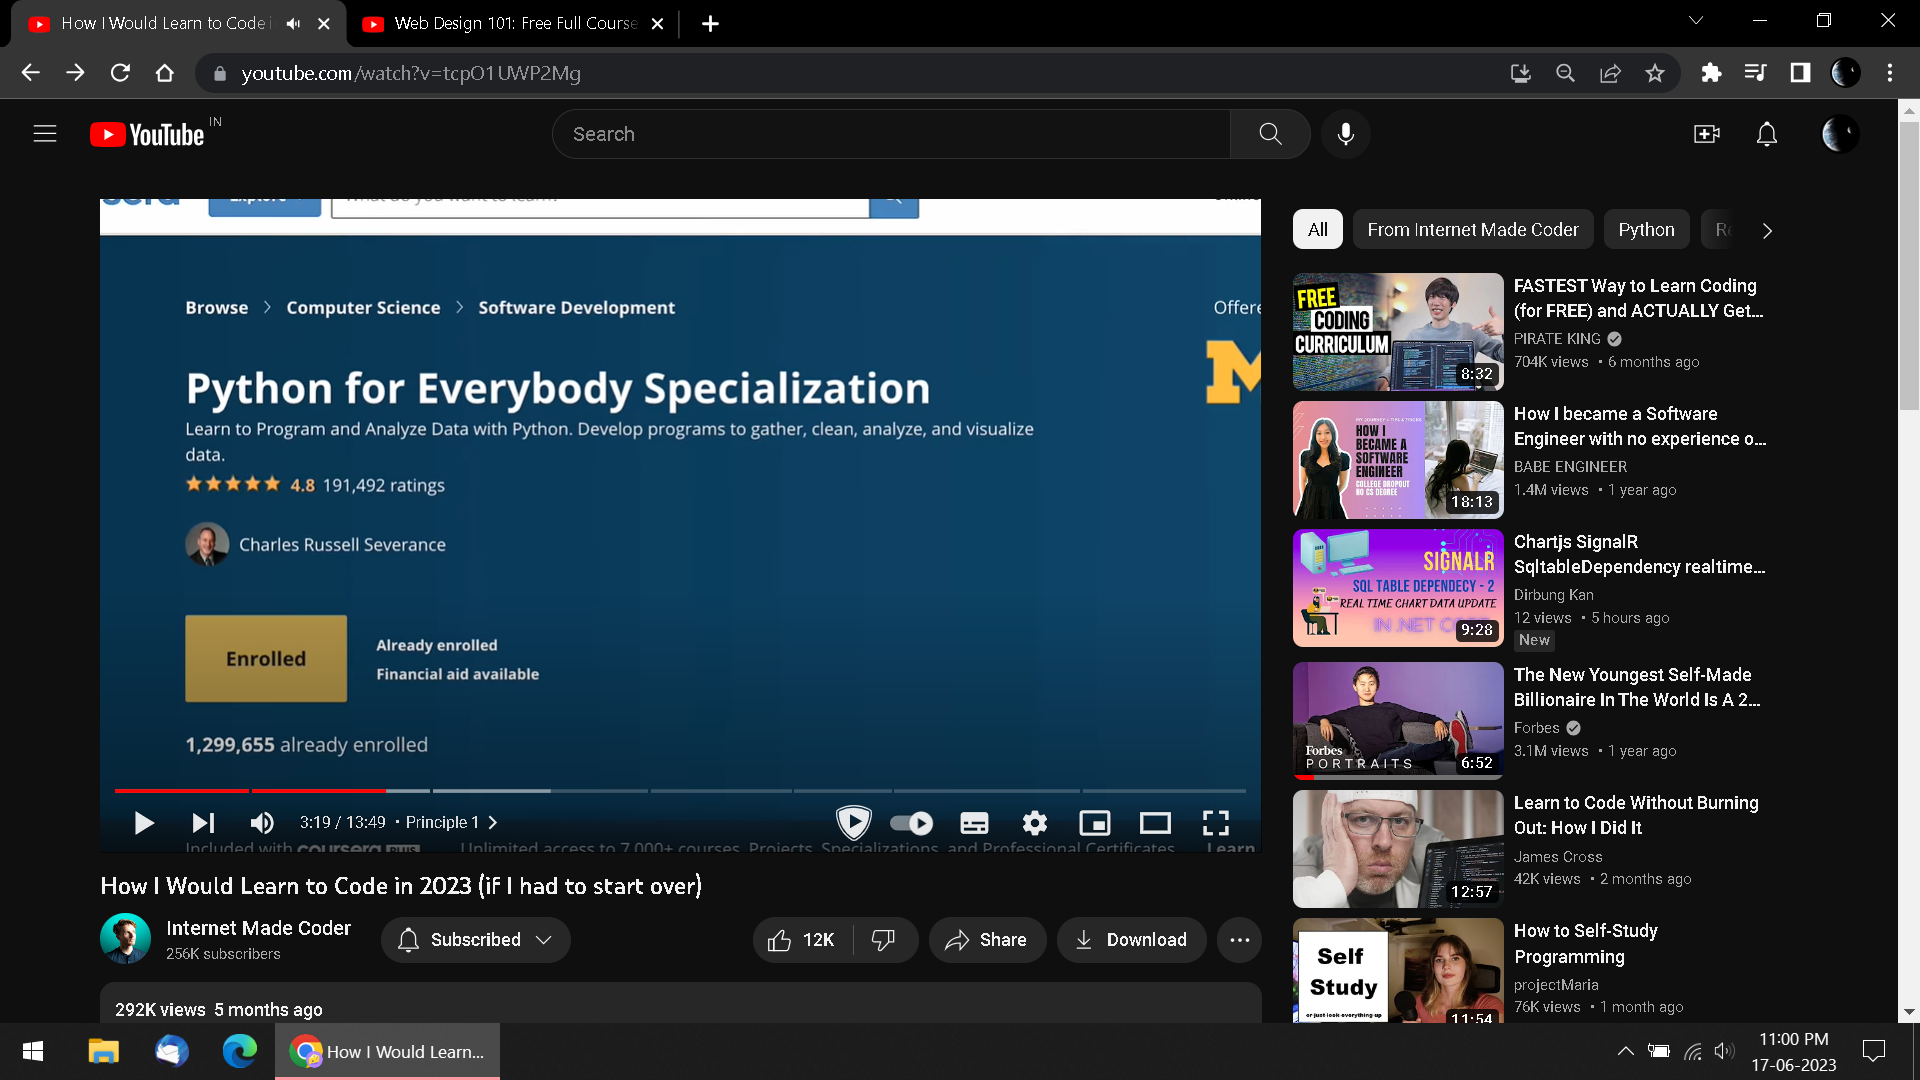 How I Would Learn to Code i
Web Design 101: Free Full Course
youtube.com/watch?v=tcpO1UWP2Mg
YouTube IN
Search
Browse > Computer Science > Software Development
Offere
Python for Everybody Specialization
Learn to Program and Analyze Data with Python. Develop programs to gather, clean, analyze, and visualize
data.
4.8 191,492 ratings
Charles Russell Severance
Enrolled
Already enrolled
Financial aid available
1,299,655 already enrolled
3:19 / 13:49 • Principle 1 >
Included with coursera PLUS
Unlimited access to 7,000+ courses, Projects, Specializations, and Professional Certificates.
Learn
How I Would Learn to Code in 2023 (if I had to start over)
Internet Made Coder
256K subscribers
Subscribed
12K
Share
Download
292K views 5 months ago
All
From Internet Made Coder
Python
Re
FREE
CODING
CURRICULUM
8:32
FASTEST Way to Learn Coding
(for FREE) and ACTUALLY Get...
PIRATE KING
704K views • 6 months ago
HOW I
BECAME A
SOFTWARE
ENGINEER
COLLEGE DROPOUT
NO CS DEGREE
18:13
How I became a Software
Engineer with no experience o...
BABE ENGINEER
1.4M views • 1 year ago
SIGNALR
SQL TABLE DEPENDECY - 2
REAL TIME CHART DATA UPDATE
IN .NET CO
9:28
Chartjs SignalR
SqltableDependency realtime...
Dirbung Kan
12 views • 5 hours ago
New
Forbes
PORTRAITS
6:52
The New Youngest Self-Made
Billionaire In The World Is A 2...
Forbes
3.1M views • 1 year ago
12:57
Learn to Code Without Burning
Out: How I Did It
James Cross
42K views • 2 months ago
Self
Study
or just look everything up
11:54
How to Self-Study
Programming
projectMaria
76K views • 1 month ago
How I Would Learn...
11:00 PM
17-06-2023